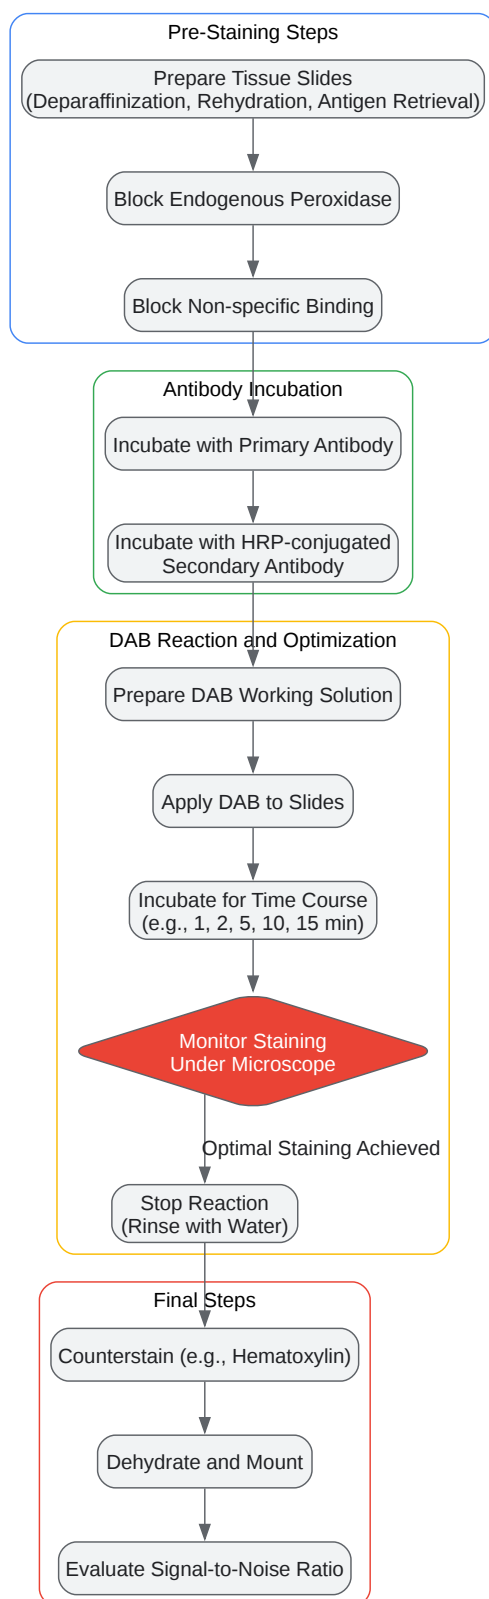 Pre-Staining Steps
Prepare Tissue Slides
(Deparaffinization, Rehydration, Antigen Retrieval)
Block Endogenous Peroxidase
Block Non-specific Binding
Antibody Incubation
Incubate with Primary Antibody
Incubate with HRP-conjugated
Secondary Antibody
DAB Reaction and Optimization
Prepare DAB Working Solution
Apply DAB to Slides
Incubate for Time Course
(e.g., 1, 2, 5, 10, 15 min)
Monitor Staining
Under Microscope
Optimal Staining Achieved
Stop Reaction
(Rinse with Water)
Final Steps
Counterstain (e.g., Hematoxylin)
Dehydrate and Mount
Evaluate Signal-to-Noise Ratio